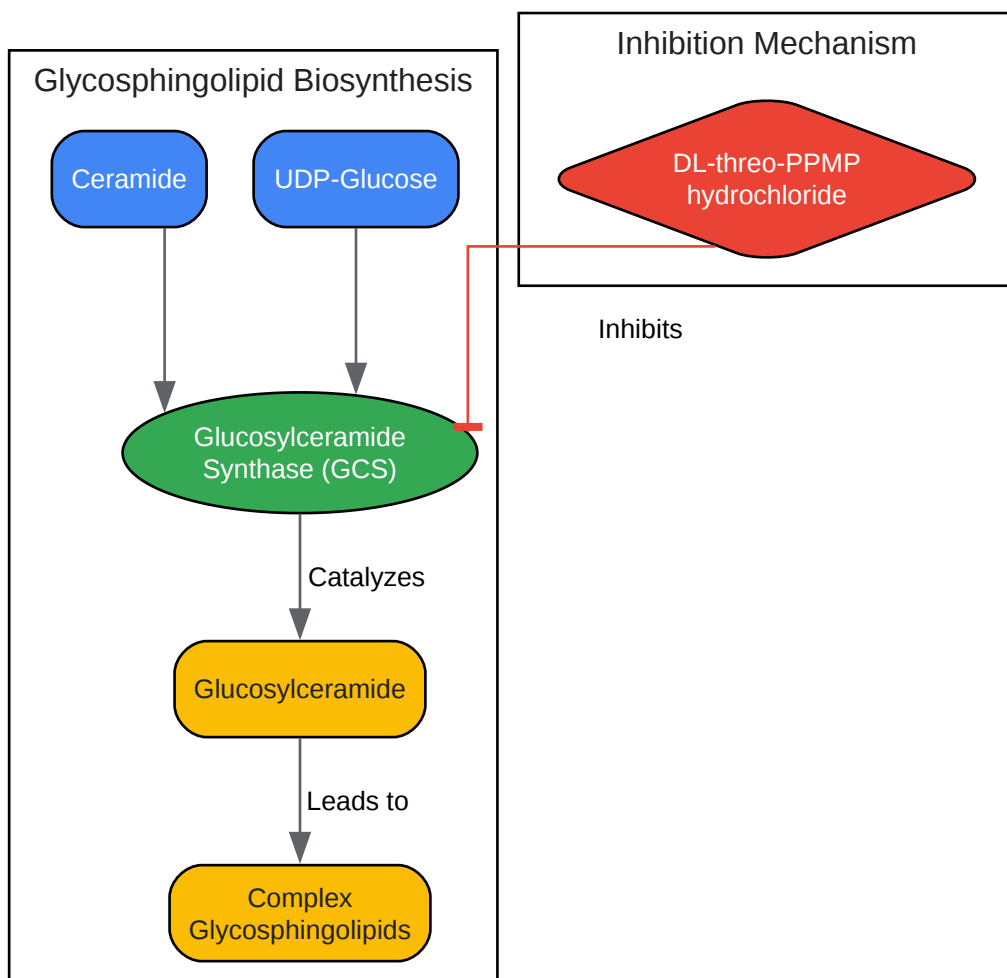 Inhibition Mechanism
Glycosphingolipid Biosynthesis
Ceramide
UDP-Glucose
DL-threo-PPMP
hydrochloride
Inhibits
Glucosylceramide
Synthase (GCS)
Catalyzes
Glucosylceramide
Leads to
Complex
Glycosphingolipids